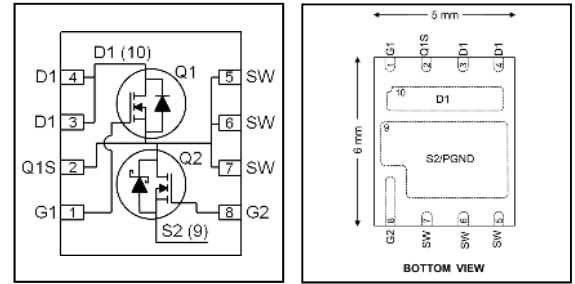 D1 (10)
Q1
D1 4
5 SW
D1 3
6 SW
Q1S 2
7 SW
Q2
G1 1
8 G2
S2 (9)
5 mm
6 mm
G1 Q1S D1 D1
1 2 3 4
10
D1
9
S2/PGND
8 7 6 5
G2 SW SW SW
BOTTOM VIEW